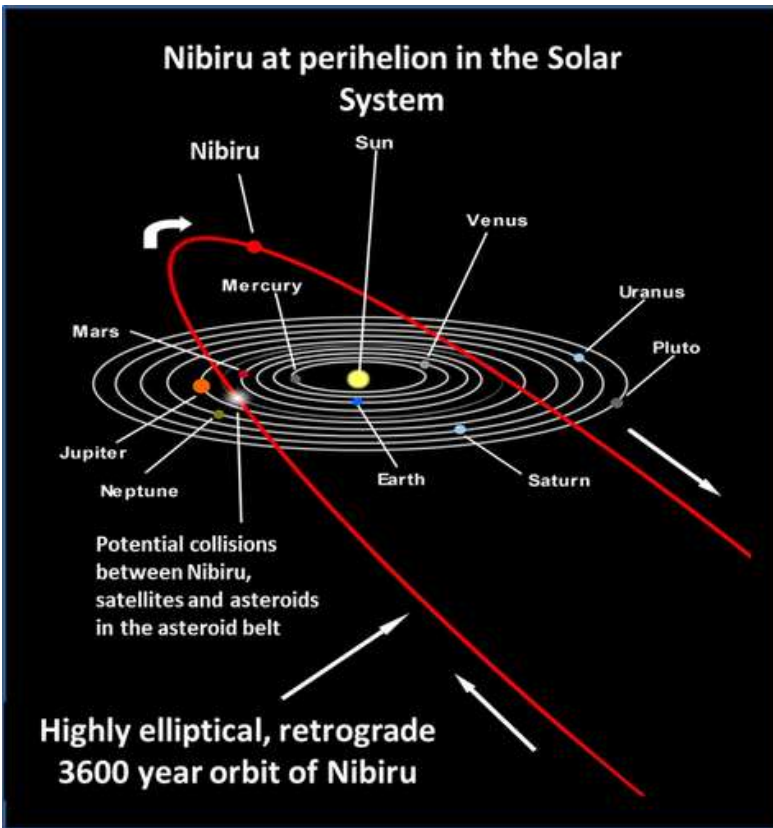 Nibiru at perihelion in the Solar
System
Sun
Nibiru
Venus
Mercury
Uranus
Mars
Pluto
Jupiter
Neptune
Earth
Saturn
Potential collisions
between Nibiru,
satellites and asteroids
in the asteroid belt
Highly elliptical, retrograde
3600 year orbit of Nibiru